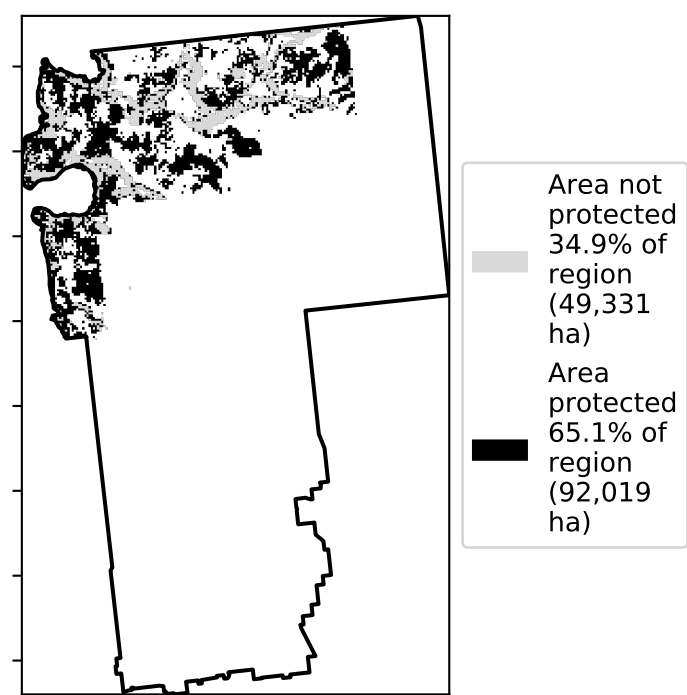 Area not
protected
34.9% of
region
(49,331
ha)
Area
protected
65.1% of
region
(92,019
ha)